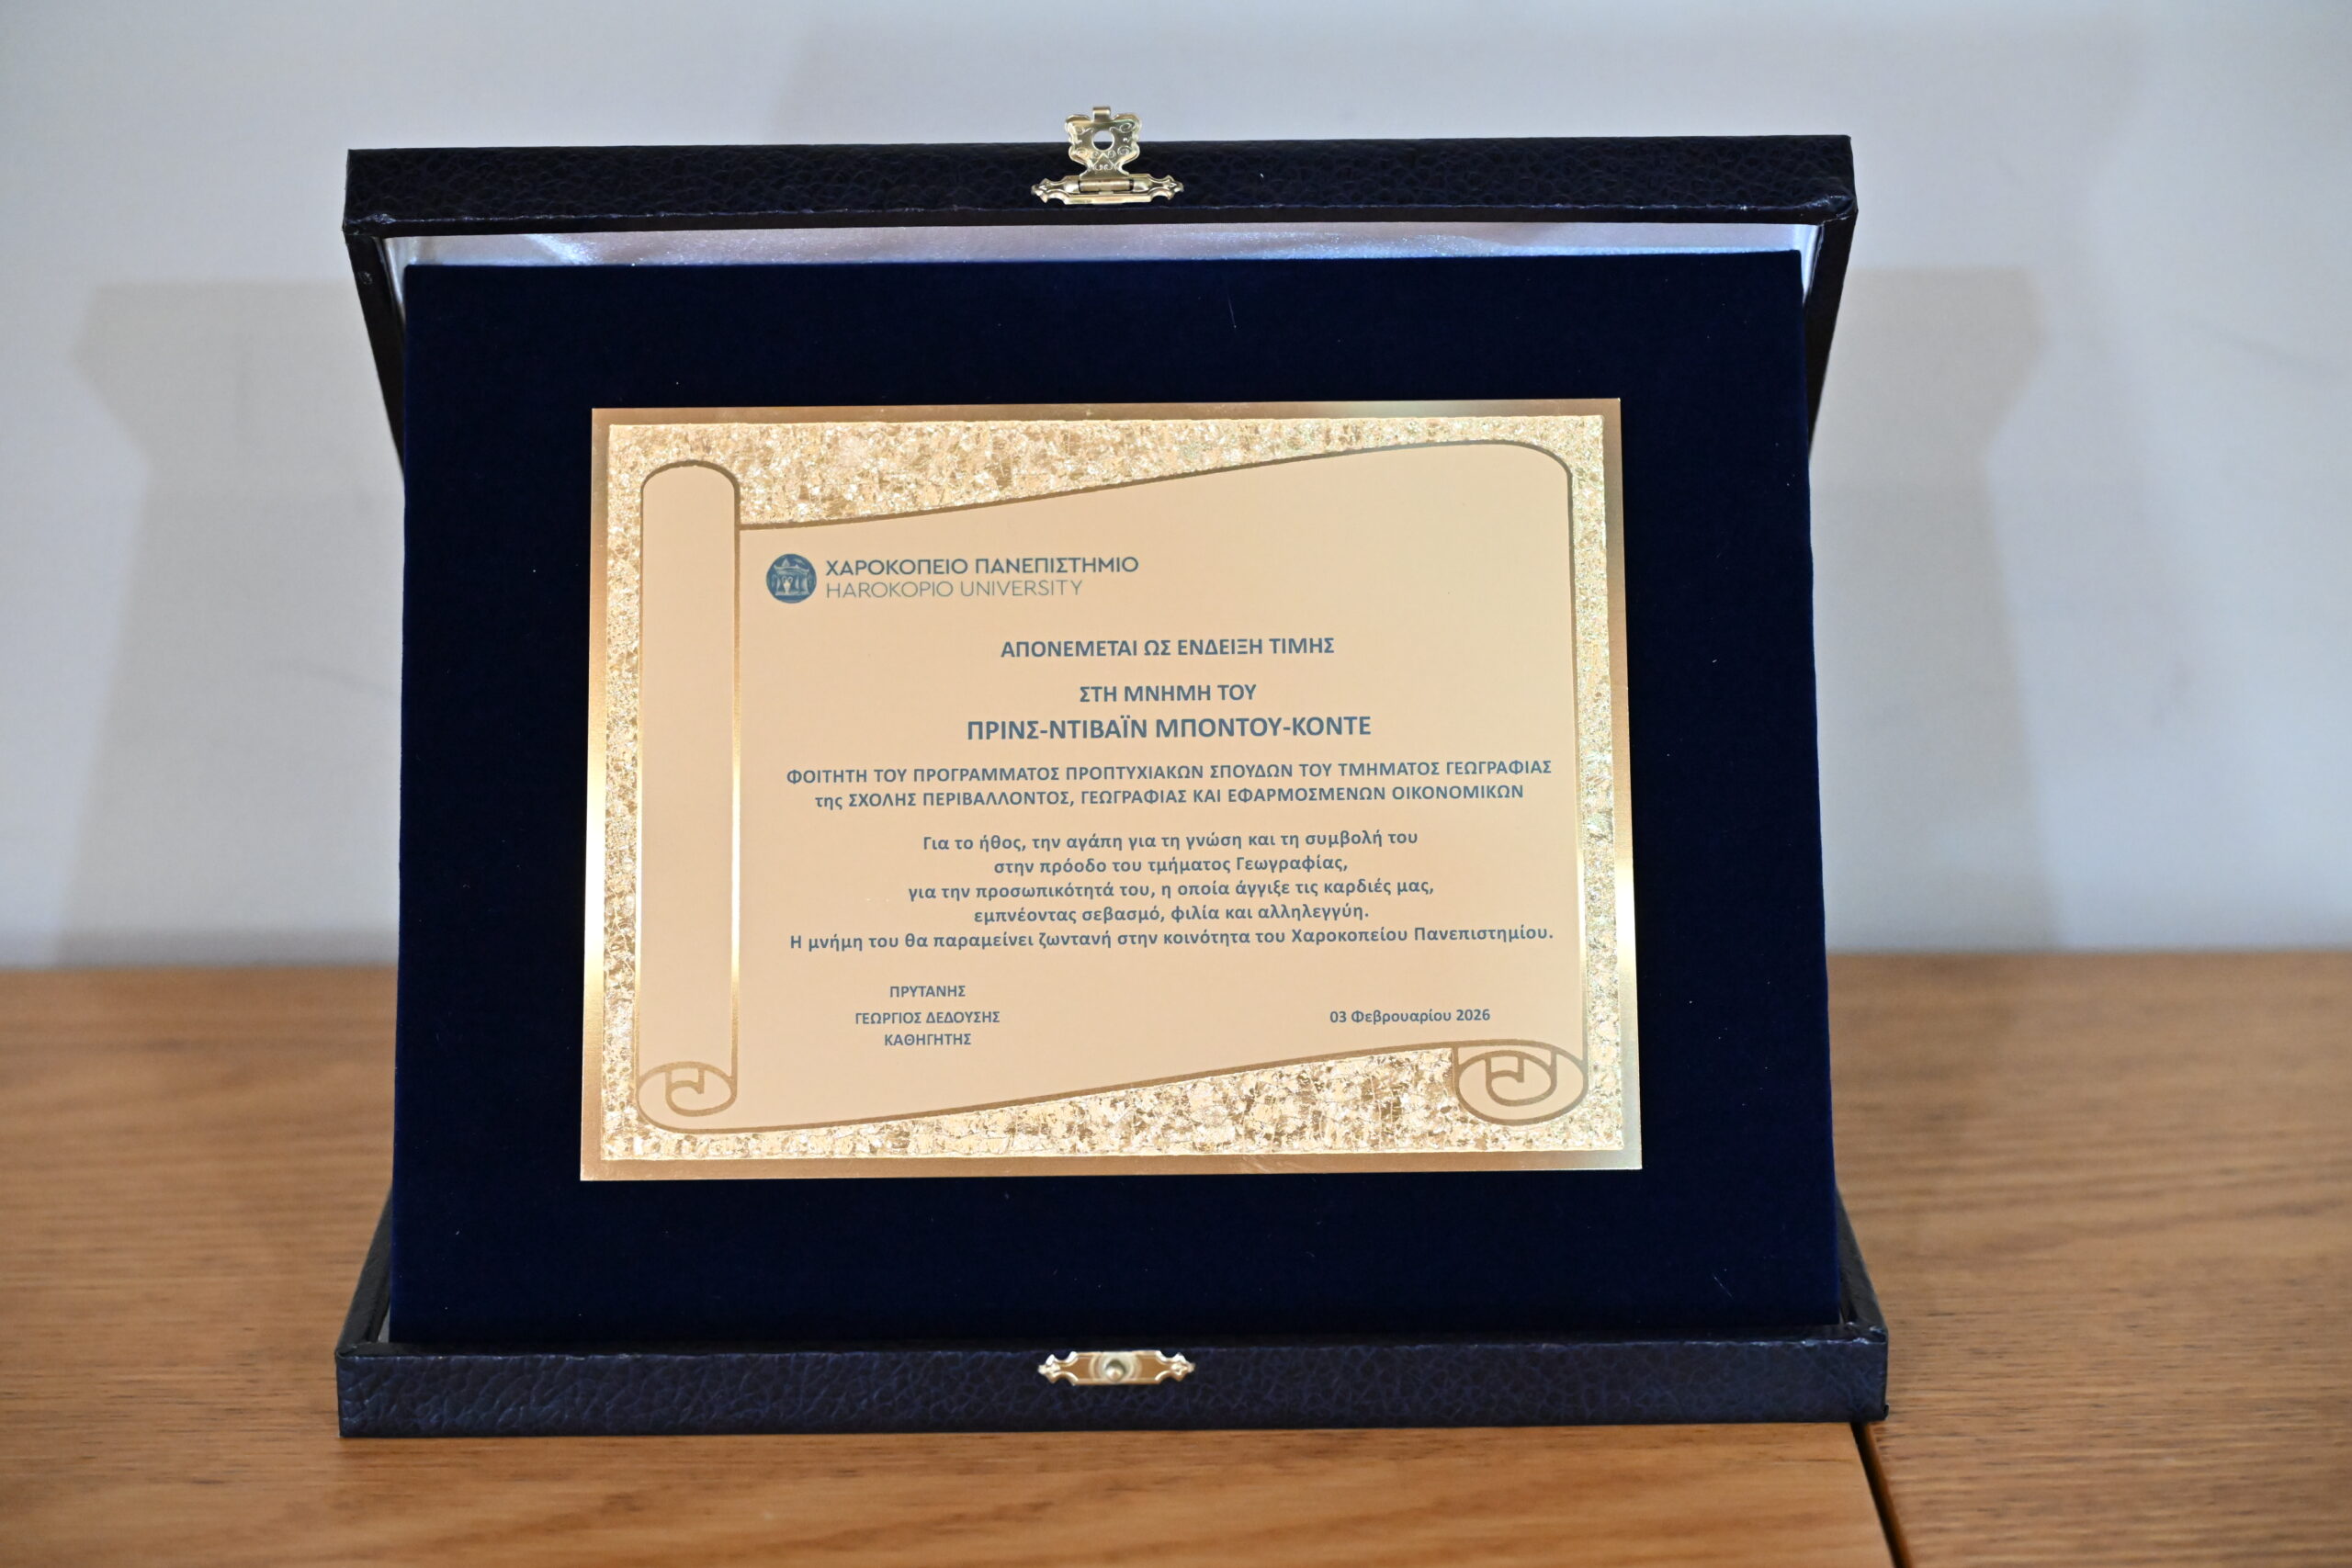 ΧΑΡΟΚΟΠΕΙΟ ΠΑΝΕΠΙΣΤΗΜΙΟ
HAROKOPIO UNIVERSITY
ΑΠΟΝΕΜΕΤΑΙ ΩΣ ΕΝΔΕΙΞΗ ΤΙΜΗΣ
ΣΤΗ ΜΝΗΜΗ ΤΟΥ
ΠΡΙΝΣ-ΝΤΙΒΑΪΝ ΜΠΟΝΤΟΥ-ΚΟΝΤΕ
ΦΟΙΤΗΤΗ ΤΟΥ ΠΡΟΓΡΑΜΜΑΤΟΣ ΠΡΟΠΤΥΧΙΑΚΩΝ ΣΠΟΥΔΩΝ ΤΟΥ ΤΜΗΜΑΤΟΣ ΓΕΩΓΡΑΦΙΑΣ
της ΣΧΟΛΗΣ ΠΕΡΙΒΑΛΛΟΝΤΟΣ, ΓΕΩΓΡΑΦΙΑΣ ΚΑΙ ΕΦΑΡΜΟΣΜΕΝΩΝ ΟΙΚΟΝΟΜΙΚΩΝ
Για το ήθος, την αγάπη για τη γνώση και τη συμβολή του
στην πρόοδο του τμήματος Γεωγραφίας,
για την προσωπικότητά του, η οποία άγγιξε τις καρδιές μας,
εμπνέοντας σεβασμό, φιλία και αλληλεγγύη.
Η μνήμη του θα παραμείνει ζωντανή στην κοινότητα του Χαροκοπείου Πανεπιστημίου.
ΠΡΥΤΑΝΗΣ
ΓΕΩΡΓΙΟΣ ΔΕΔΟΥΣΗΣ
ΚΑΘΗΓΗΤΗΣ
03 Φεβρουαρίου 2026